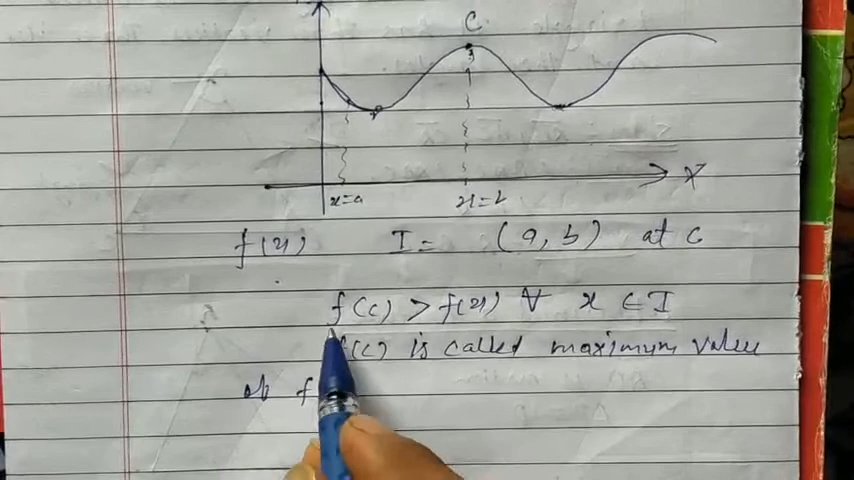 C
X
x=a x=b
f(x) I = (a, b) at c
f(c) > f(x) ∀ x ∈ I
f(c) is called maximum value
of f